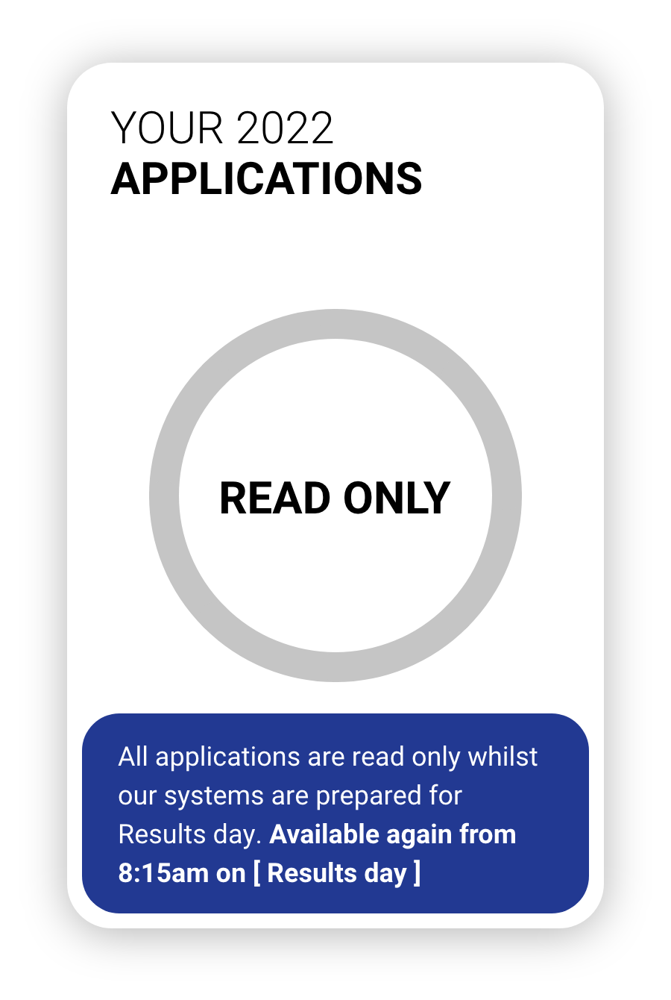 YOUR 2022
APPLICATIONS
READ ONLY
All applications are read only whilst
our systems are prepared for
Results day. Available again from
8:15am on [ Results day ]